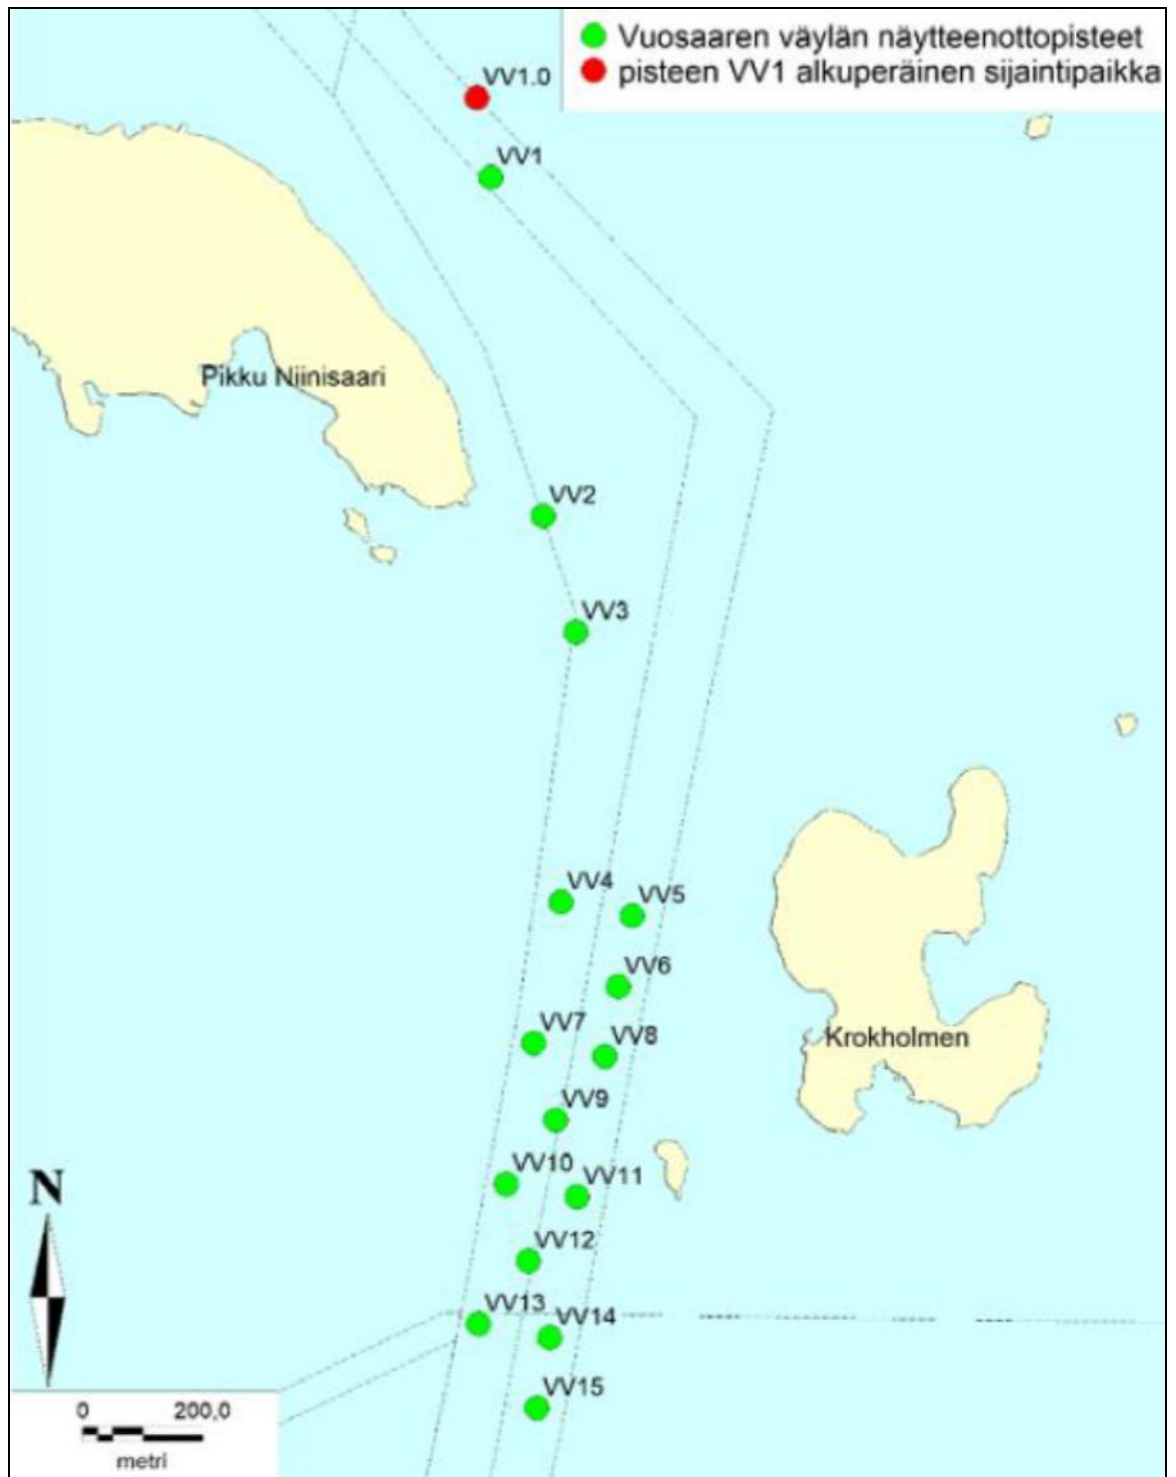 Vuosaaren väylän näytteenottopisteet
pisteen VV1 alkuperäinen sijaintipaikka
VV1.0
VV1
Pikku Niinisaari
VV2
VV3
VV4
VV5
VV6
VV7
VV8
Krokholmen
VV9
VV10
VV11
VV12
VV13
VV14
VV15
N
0 200,0
metri